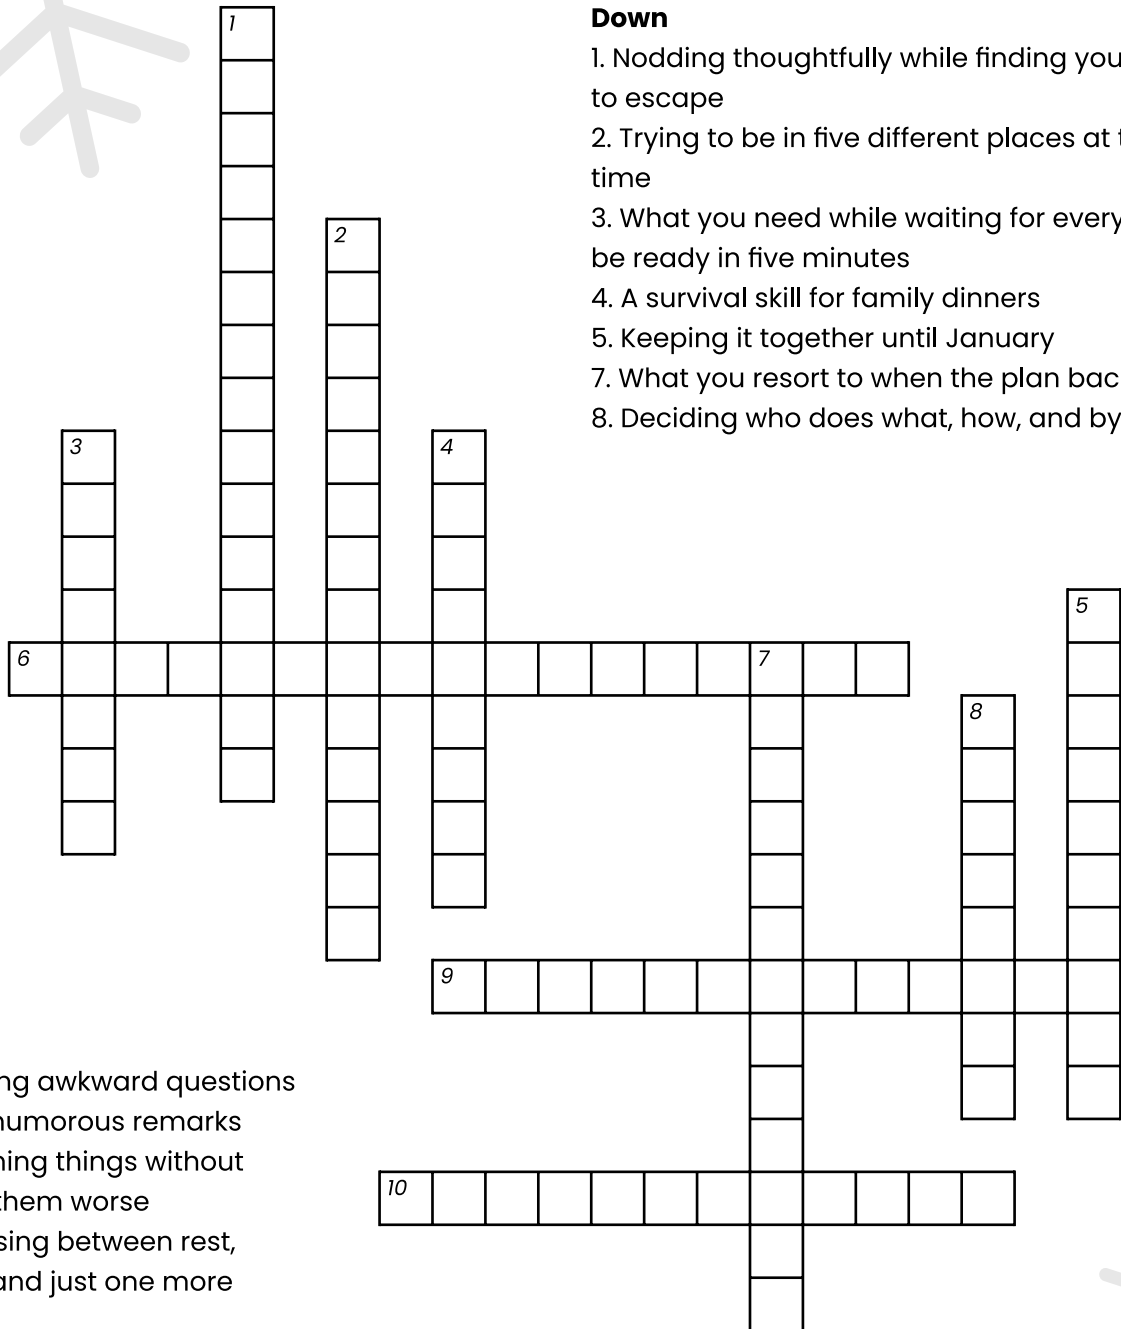 1
Down
1. Nodding thoughtfully while finding you
to escape
2. Trying to be in five different places at
time
3. What you need while waiting for every
be ready in five minutes
4. A survival skill for family dinners
5. Keeping it together until January
7. What you resort to when the plan bac
8. Deciding who does what, how, and by
2
3
4
5
6
7
8
9
ng awkward questions
humorous remarks
ning things without
them worse
10
sing between rest,
and just one more